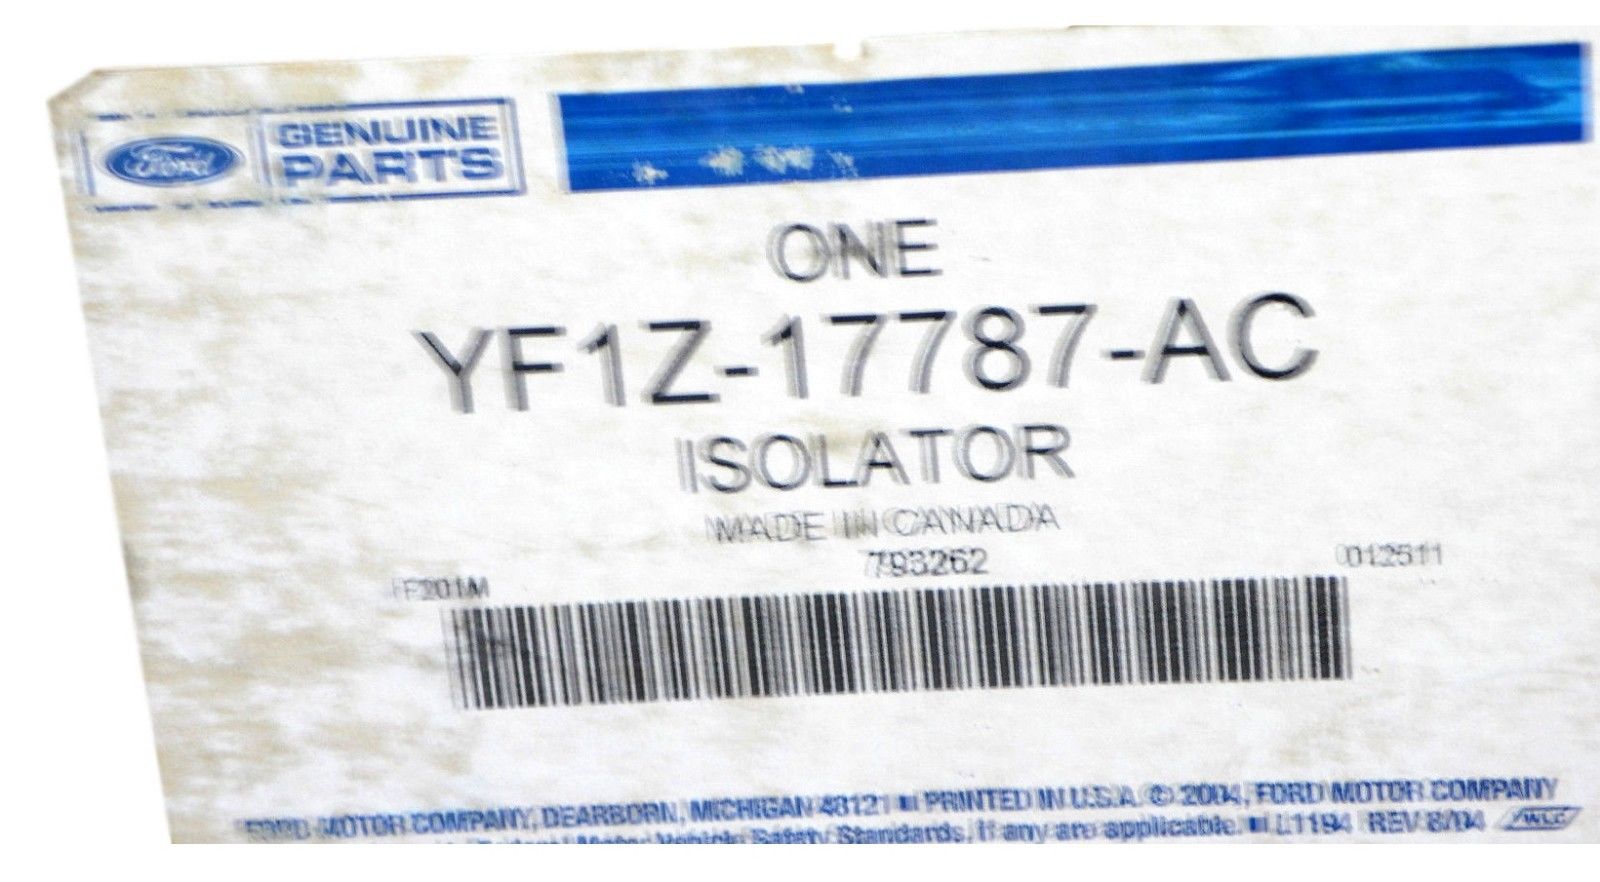 Ford GENUINE
PARTS
ONE
YF1Z-17787-AC
ISOLATOR
MADE IN CANADA
793262
F201M 012511
FORD MOTOR COMPANY, DEARBORN, MICHIGAN 48121 ■ PRINTED IN U.S.A. © 2004, FORD MOTOR COMPANY
Motor Vehicle Safety Standards, if any are applicable. ■ L1194 REV 8/04 WLC